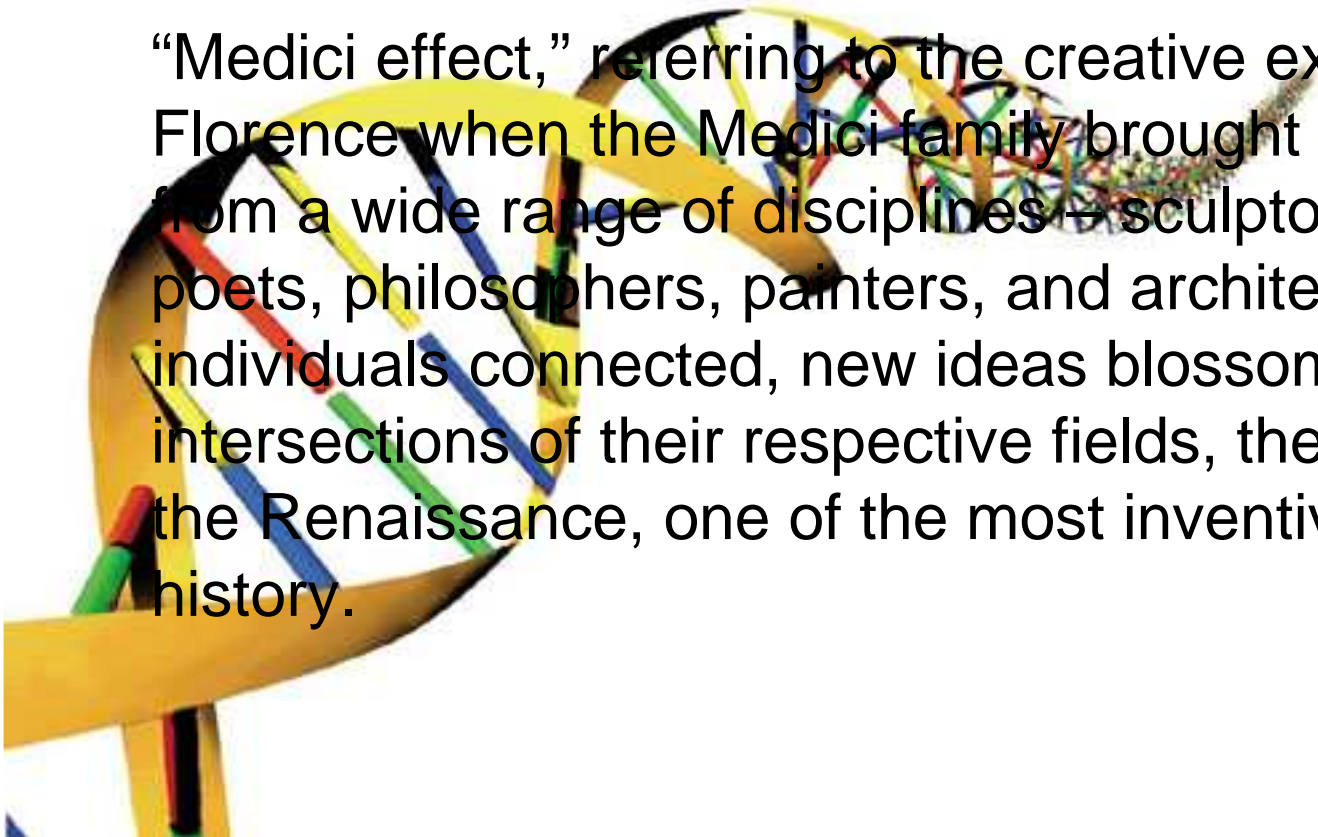 “Medici effect,” referring to the creative ex
Florence when the Medici family brought
from a wide range of disciplines – sculpto
poets, philosophers, painters, and archite
individuals connected, new ideas blossom
intersections of their respective fields, the
the Renaissance, one of the most inventiv
history.